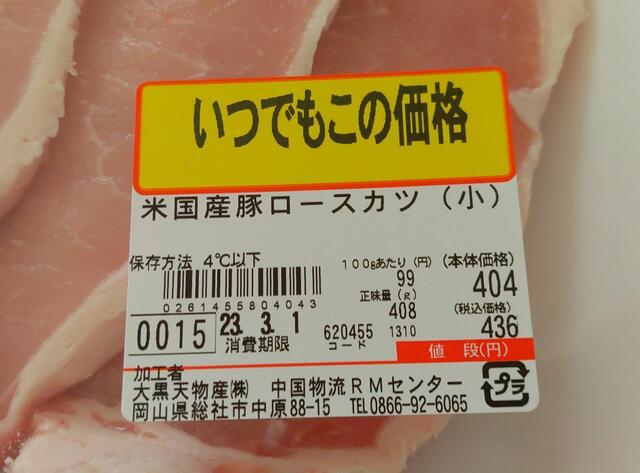 いつでもこの価格
米国産豚ロースカツ（小）
保存方法 4℃以下
100gあたり（円）
99
（本体価格）
404
0261455804043
正味量（g）
408
（税込価格）
436
0015
23.3.1
消費期限
620455
コード
1310
値段（円）
加工者
大黒天物産㈱ 中国物流RMセンター
岡山県総社市中原88-15 TEL0866-92-6065
プラ